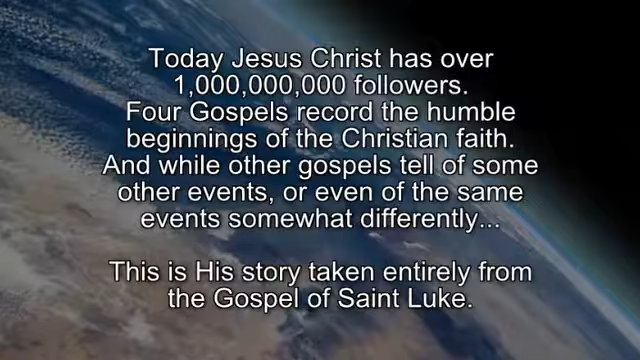 Today Jesus Christ has over
1,000,000,000 followers.
Four Gospels record the humble
beginnings of the Christian faith.
And while other gospels tell of some
other events, or even of the same
events somewhat differently...
This is His story taken entirely from
the Gospel of Saint Luke.